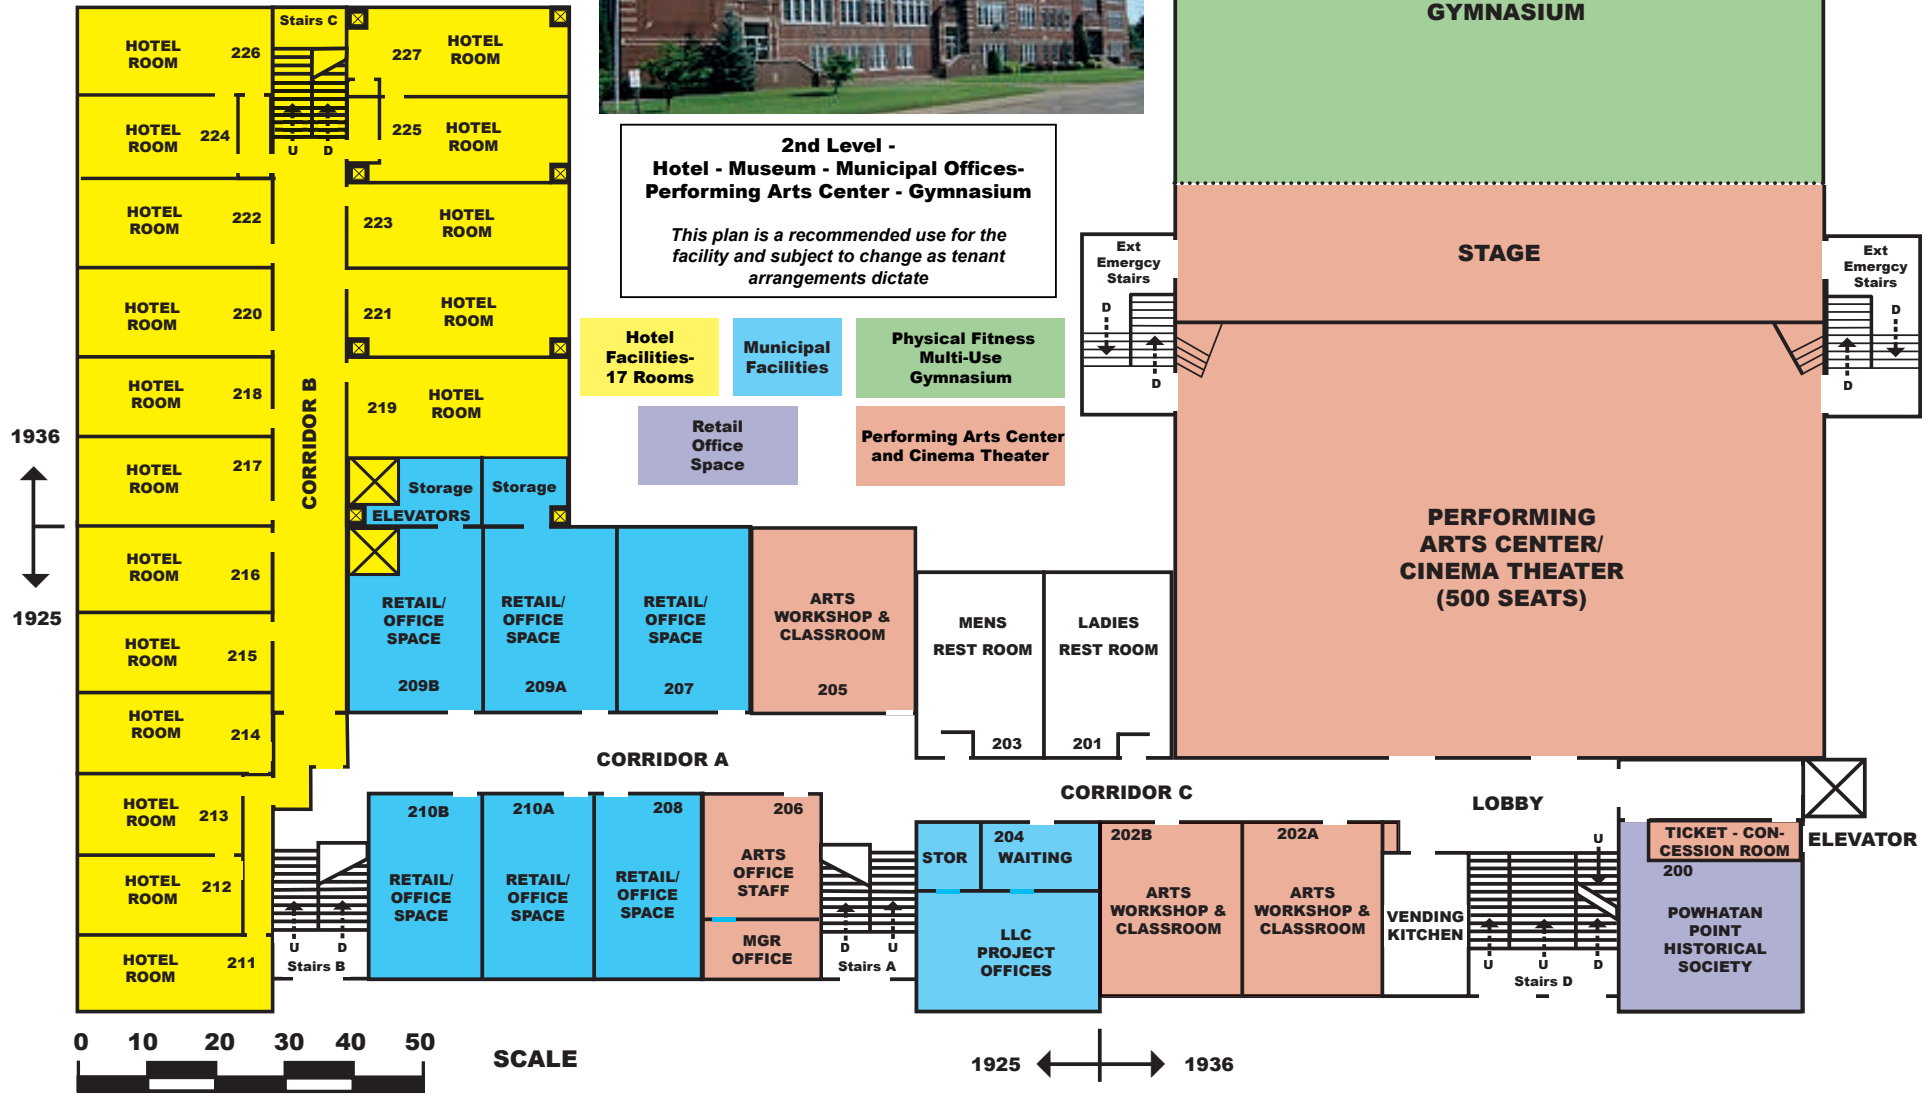 Stairs C
GYMNASIUM
HOTEL
ROOM
226
227
HOTEL
ROOM
HOTEL
ROOM
224
225
HOTEL
ROOM
U D
2nd Level -
Hotel - Museum - Municipal Offices-
Performing Arts Center - Gymnasium
This plan is a recommended use for the
facility and subject to change as tenant
arrangements dictate
HOTEL
ROOM
222
223
HOTEL
ROOM
STAGE
Ext
Emergcy
Stairs
D
D
Ext
Emergcy
Stairs
D
D
HOTEL
ROOM
220
221
HOTEL
ROOM
Hotel
Facilities-
17 Rooms
Municipal
Facilities
Physical Fitness
Multi-Use
Gymnasium
Retail
Office
Space
Performing Arts Center
and Cinema Theater
HOTEL
ROOM
218
219
HOTEL
ROOM
CORRIDOR B
1936
1925
HOTEL
ROOM
217
Storage
Storage
ELEVATORS
PERFORMING
ARTS CENTER/
CINEMA THEATER
(500 SEATS)
HOTEL
ROOM
216
RETAIL/
OFFICE
SPACE
209B
RETAIL/
OFFICE
SPACE
209A
RETAIL/
OFFICE
SPACE
207
ARTS
WORKSHOP &
CLASSROOM
205
MENS
REST ROOM
203
LADIES
REST ROOM
201
HOTEL
ROOM
215
HOTEL
ROOM
214
CORRIDOR A
CORRIDOR C
LOBBY
ELEVATOR
HOTEL
ROOM
213
HOTEL
ROOM
212
HOTEL
ROOM
211
U D
Stairs B
210B
RETAIL/
OFFICE
SPACE
210A
RETAIL/
OFFICE
SPACE
208
RETAIL/
OFFICE
SPACE
206
ARTS
OFFICE
STAFF
MGR
OFFICE
D U
Stairs A
STOR
204
WAITING
LLC
PROJECT
OFFICES
202B
ARTS
WORKSHOP &
CLASSROOM
202A
ARTS
WORKSHOP &
CLASSROOM
VENDING
KITCHEN
U
U U D
Stairs D
TICKET - CON-
CESSION ROOM
200
POWHATAN
POINT
HISTORICAL
SOCIETY
0 10 20 30 40 50
SCALE
1925
1936